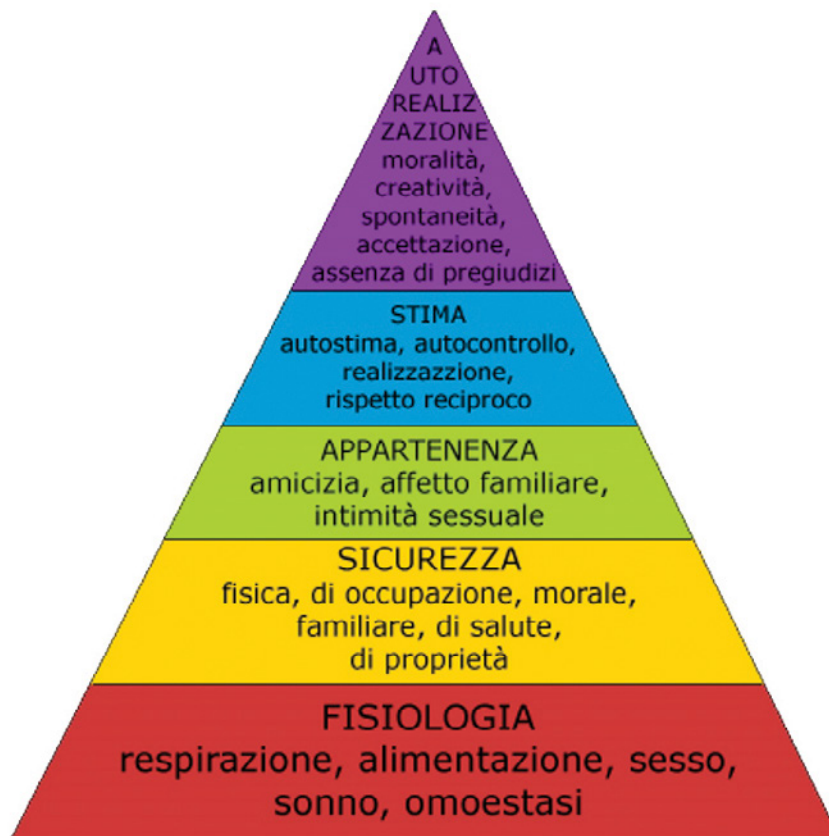 A
UTO
REALIZ
ZAZIONE
moralità,
creatività,
spontaneità,
accettazione,
assenza di pregiudizi
STIMA
autostima, autocontrollo,
realizzazzione,
rispetto reciproco
APPARTENENZA
amicizia, affetto familiare,
intimità sessuale
SICUREZZA
fisica, di occupazione, morale,
familiare, di salute,
di proprietà
FISIOLOGIA
respirazione, alimentazione, sesso,
sonno, omoestasi